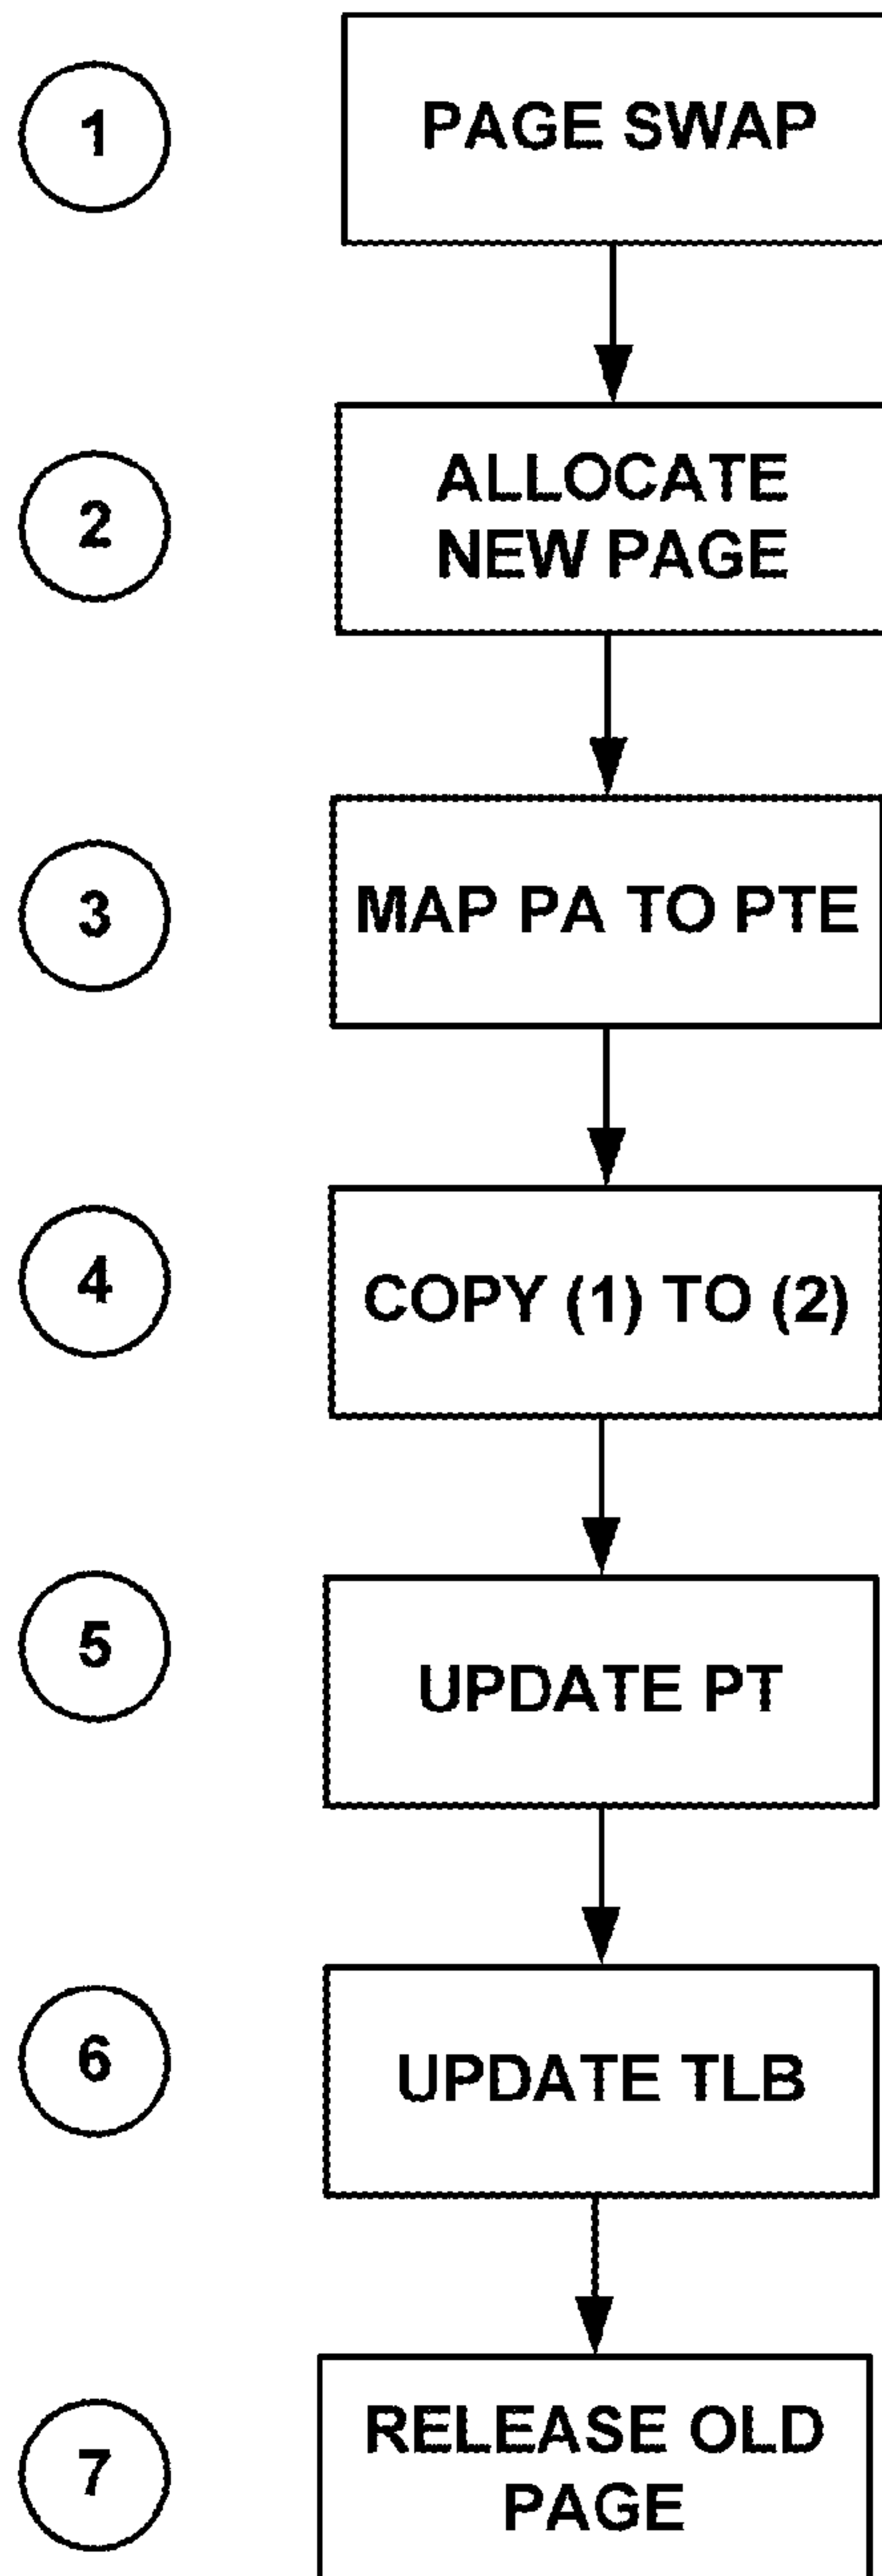 1
PAGE SWAP
2
ALLOCATE
NEW PAGE
3
MAP PA TO PTE
4
COPY (1) TO (2)
5
UPDATE PT
6
UPDATE TLB
7
RELEASE OLD
PAGE